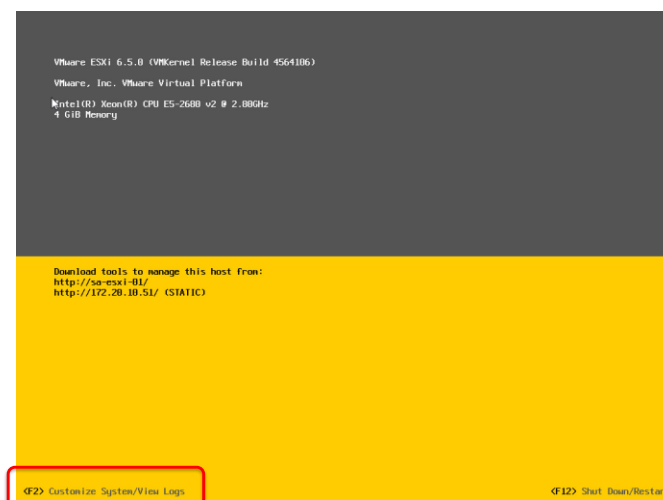 VMware ESXi 6.5.0 (VMKernel Release Build 4564106)
VMware, Inc. VMware Virtual Platform
Intel(R) Xeon(R) CPU E5-2680 v2 @ 2.80GHz
4 GiB Memory
Download tools to manage this host from:
http://sa-esxi-01/
http://172.20.10.51/ (STATIC)
<F2> Customize System/View Logs
<F12> Shut Down/Restar